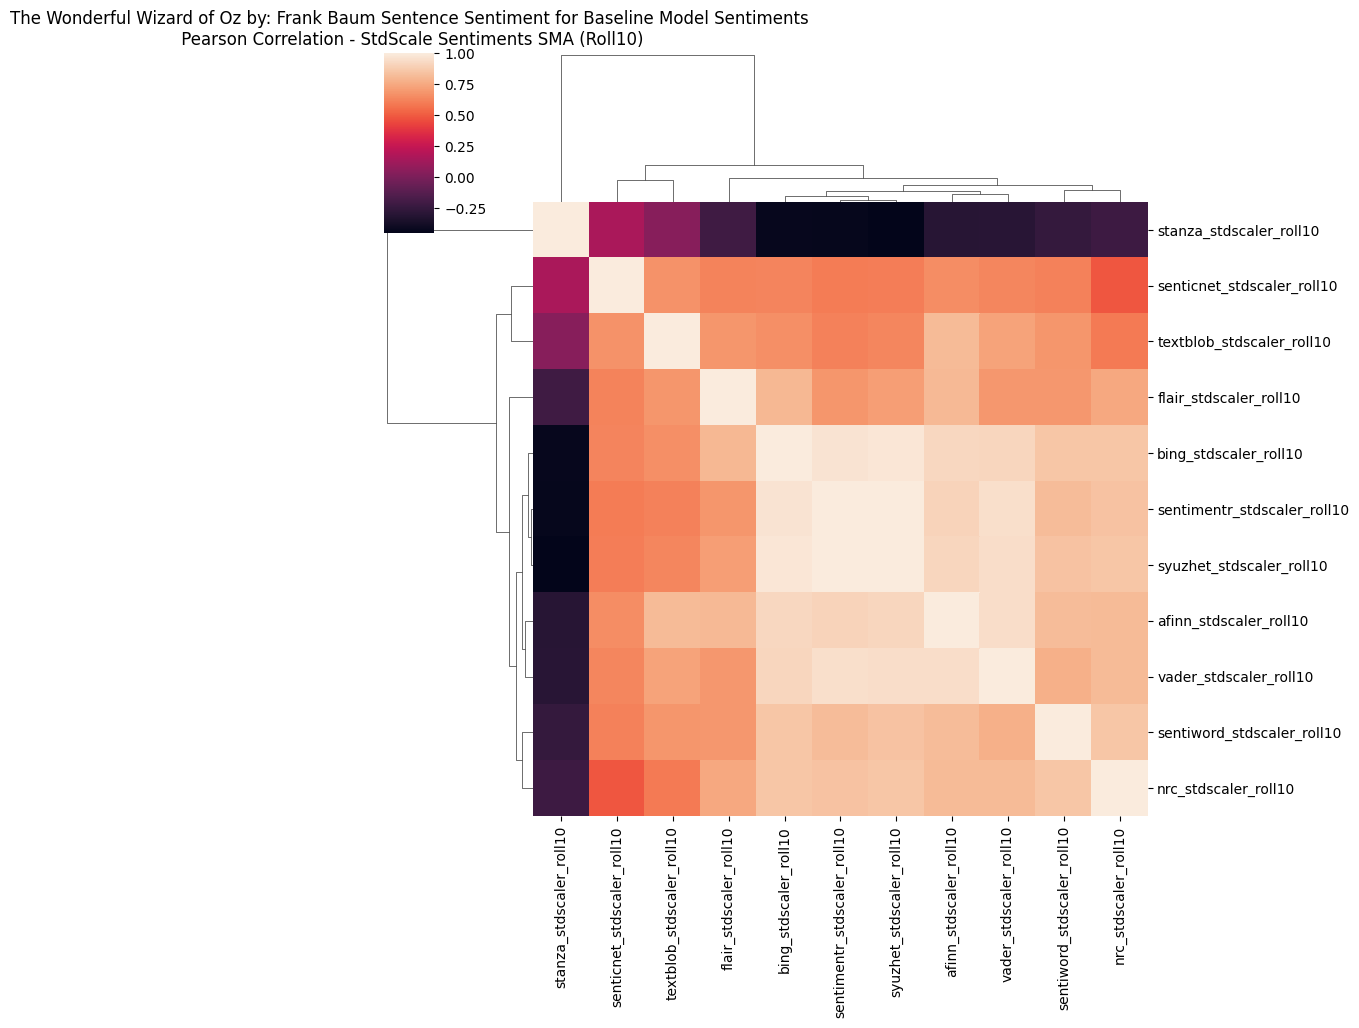 The Wonderful Wizard of Oz by: Frank Baum Sentence Sentiment for Baseline Model Sentiments
Pearson Correlation - StdScale Sentiments SMA (Roll10)
1.00
0.75
0.50
0.25
0.00
−0.25
stanza_stdscaler_roll10
senticnet_stdscaler_roll10
textblob_stdscaler_roll10
flair_stdscaler_roll10
bing_stdscaler_roll10
sentimentr_stdscaler_roll10
syuzhet_stdscaler_roll10
afinn_stdscaler_roll10
vader_stdscaler_roll10
sentiword_stdscaler_roll10
nrc_stdscaler_roll10
stanza_stdscaler_roll10
senticnet_stdscaler_roll10
textblob_stdscaler_roll10
flair_stdscaler_roll10
bing_stdscaler_roll10
sentimentr_stdscaler_roll10
syuzhet_stdscaler_roll10
afinn_stdscaler_roll10
vader_stdscaler_roll10
sentiword_stdscaler_roll10
nrc_stdscaler_roll10